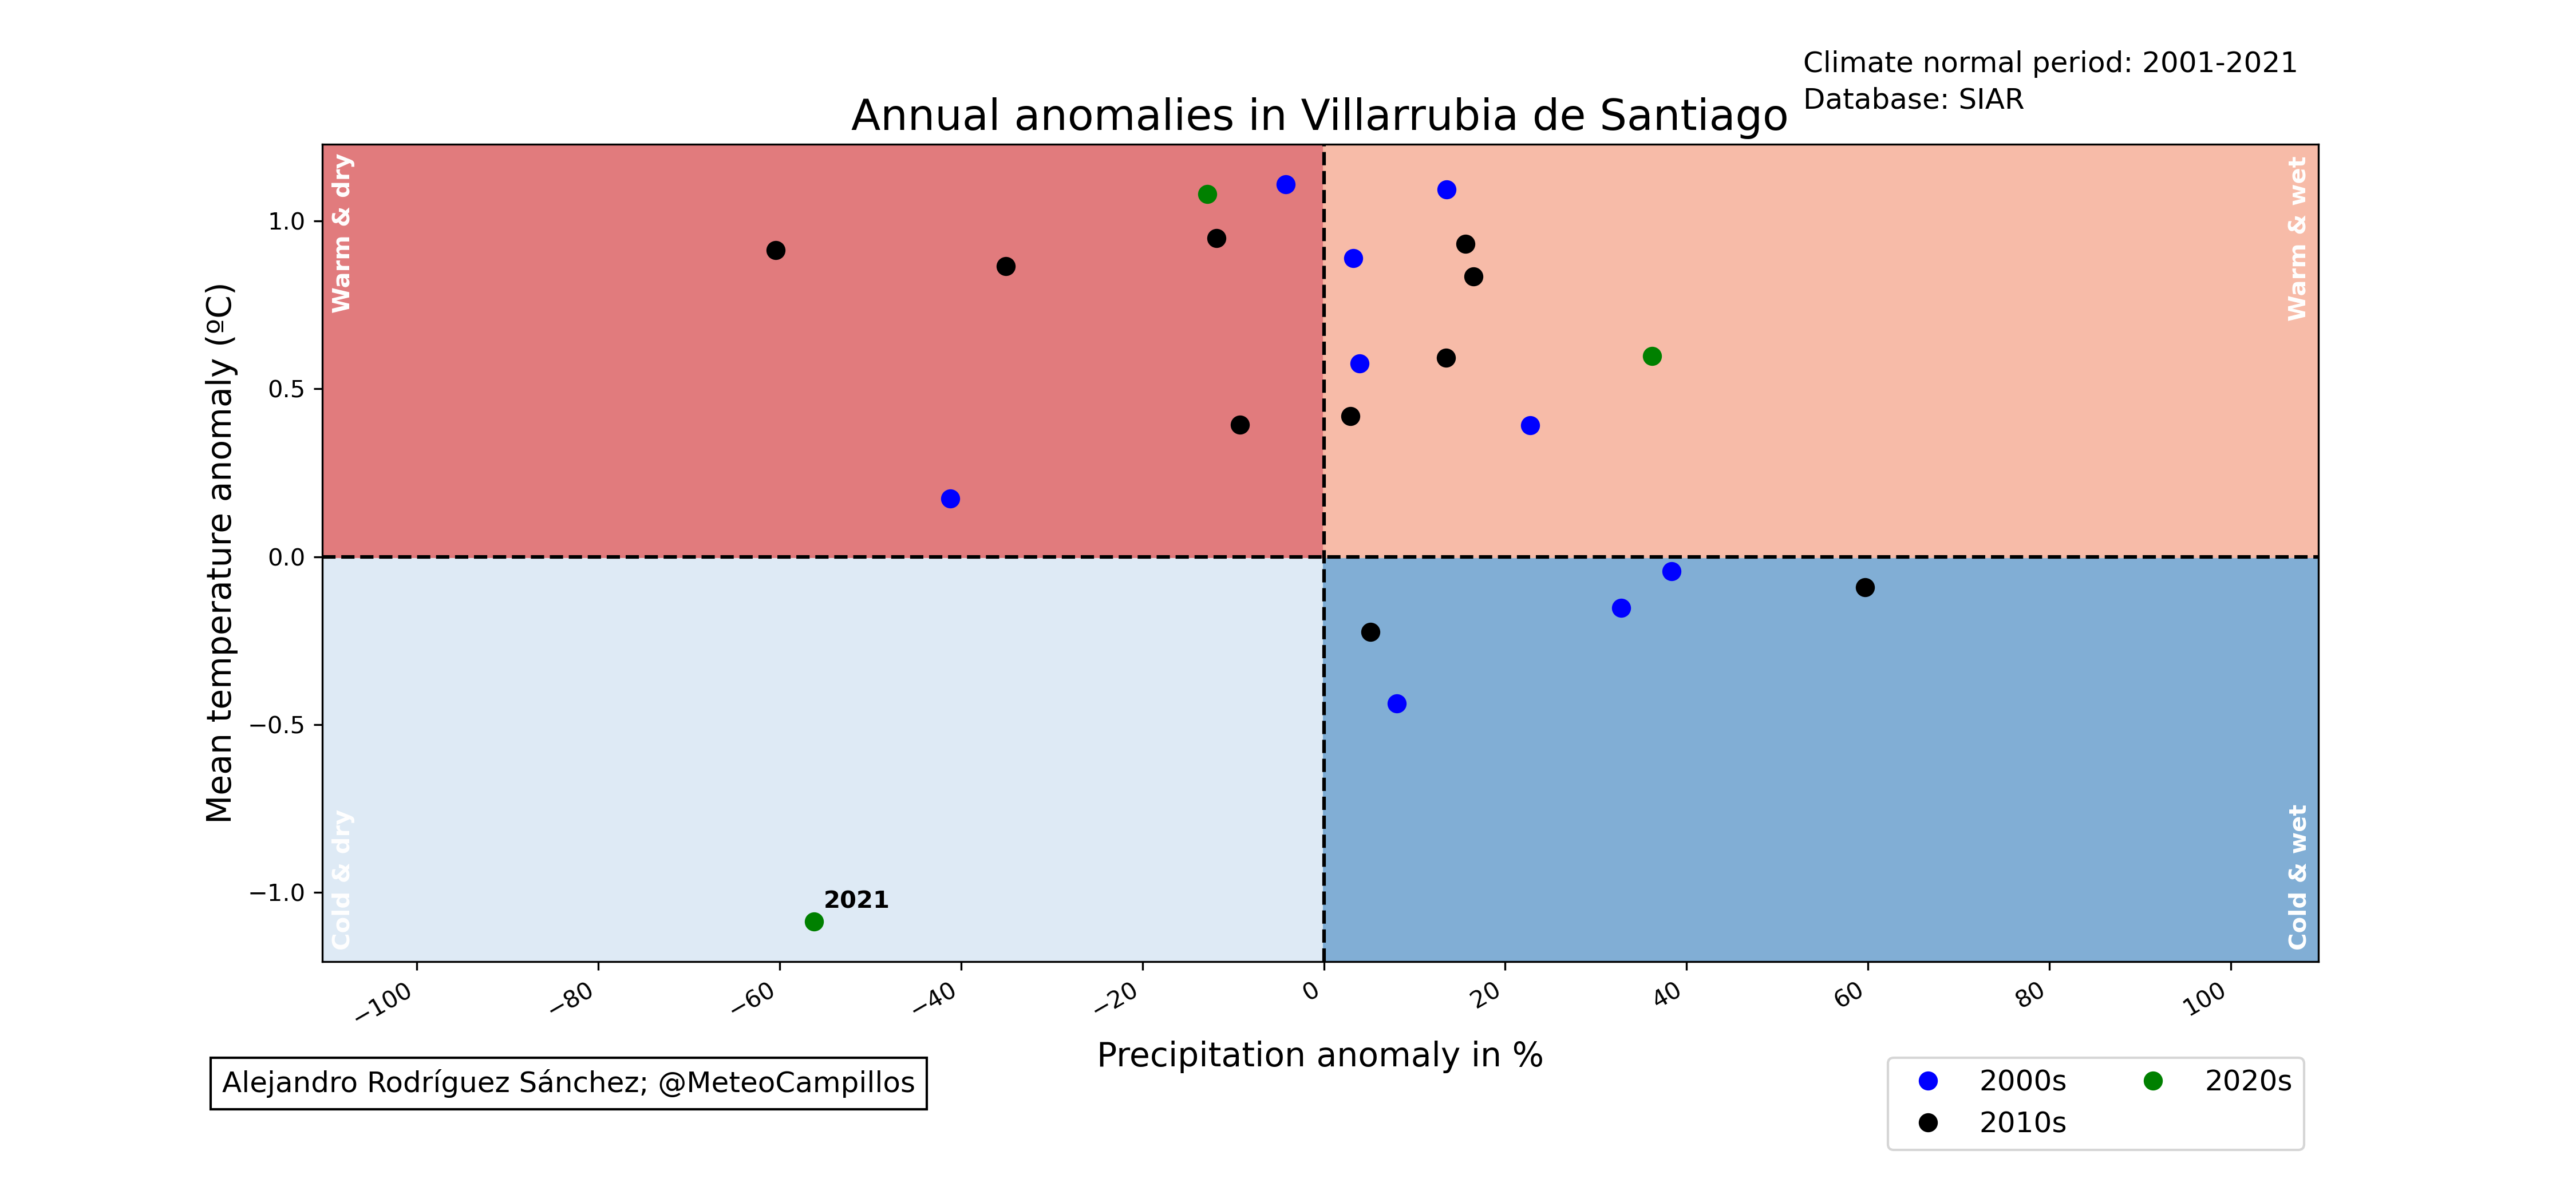 Climate normal period: 2001-2021
Database: SIAR
Annual anomalies in Villarrubia de Santiago
Warm & dry
Warm & wet
Mean temperature anomaly (ºC)
1.0
0.5
0.0
−0.5
−1.0
Cold & dry
2021
Cold & wet
−100
−80
−60
−40
−20
0
20
40
60
80
100
Precipitation anomaly in %
Alejandro Rodríguez Sánchez; @MeteoCampillos
2000s
2010s
2020s